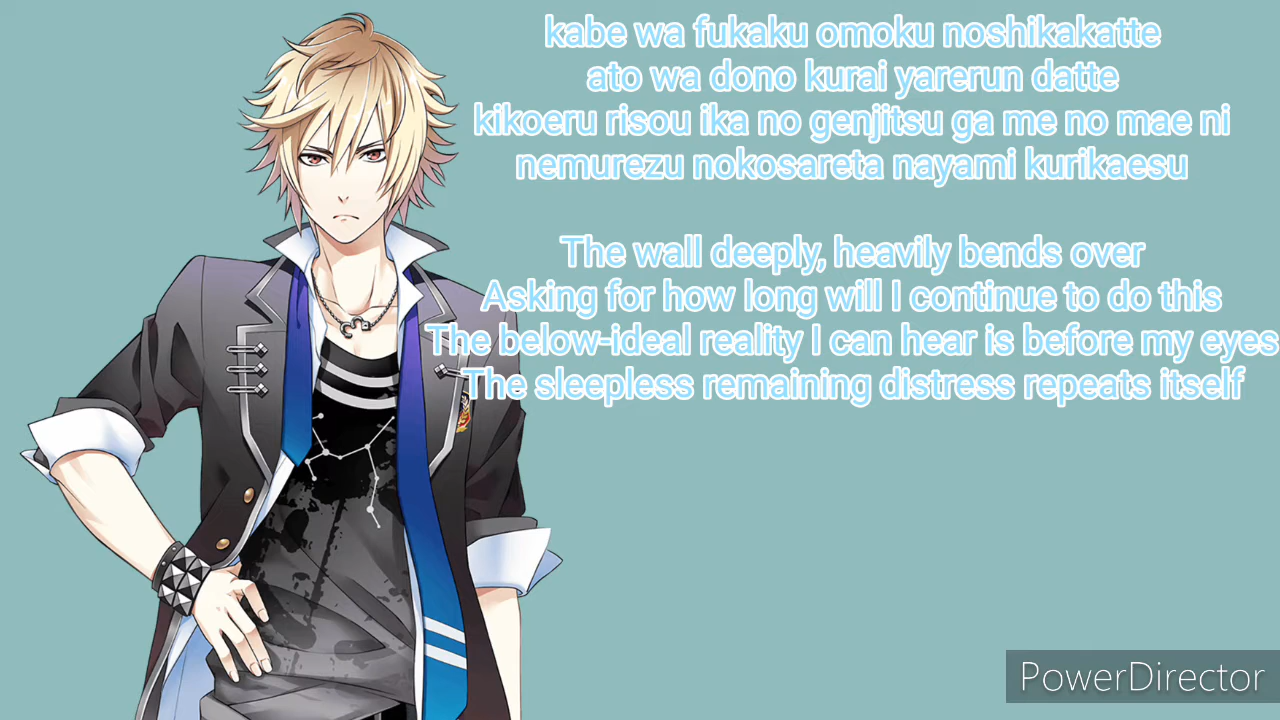 kabe wa fukaku omoku noshikakatte
ato wa dono kurai yarerun datte
kikoeru risou ika no genjitsu ga me no mae ni
nemurezu nokosareta nayami kurikaesu
The wall deeply, heavily bends over
Asking for how long will I continue to do this
The below-ideal reality I can hear is before my eyes
The sleepless remaining distress repeats itself
PowerDirector